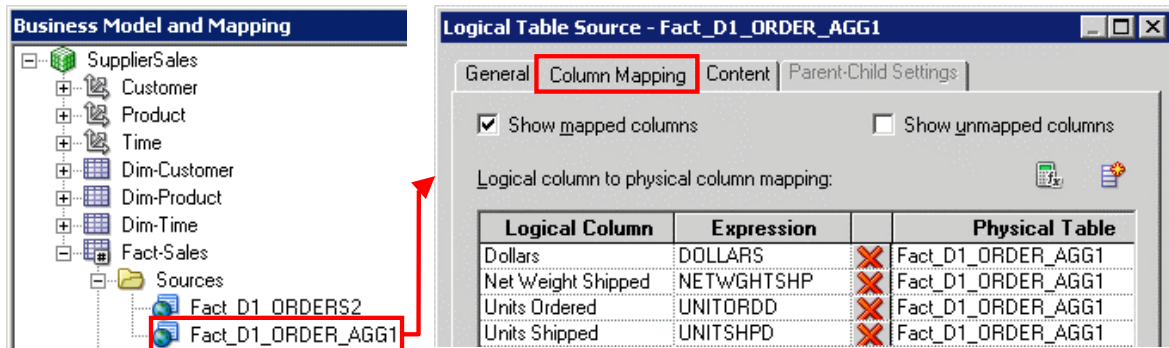 Business Model and Mapping
SupplierSales
Customer
Product
Time
Dim-Customer
Dim-Product
Dim-Time
Fact-Sales
Sources
Fact_D1_ORDERS2
Fact_D1_ORDER_AGG1
Logical Table Source - Fact_D1_ORDER_AGG1
General Column Mapping Content Parent-Child Settings
Show mapped columns Show unmapped columns
Logical column to physical column mapping:
Logical Column Expression Physical Table
Dollars DOLLARS Fact_D1_ORDER_AGG1
Net Weight Shipped NETWGHTSHP Fact_D1_ORDER_AGG1
Units Ordered UNITORDD Fact_D1_ORDER_AGG1
Units Shipped UNITSHPD Fact_D1_ORDER_AGG1